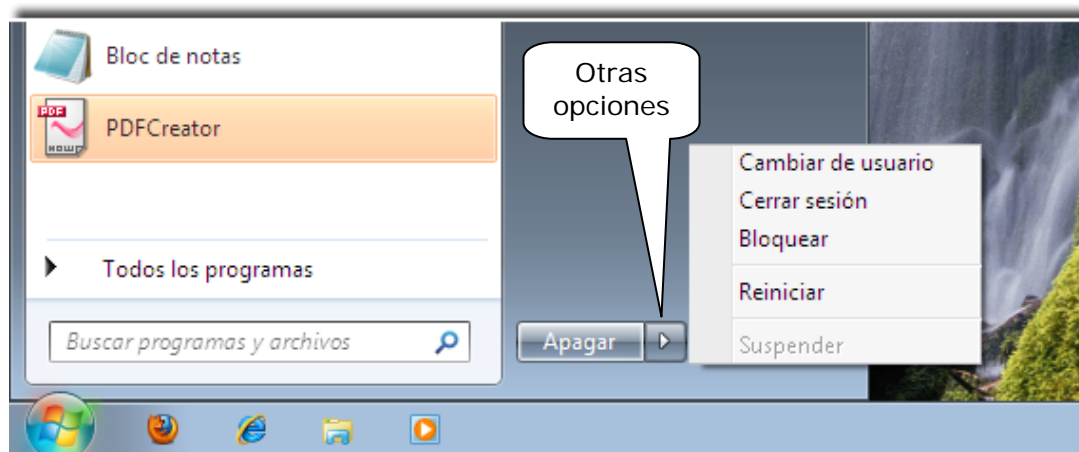 Bloc de notas
PDFCreator
Todos los programas
Buscar programas y archivos
Otras
opciones
Apagar
Cambiar de usuario
Cerrar sesión
Bloquear
Reiniciar
Suspender
PDF